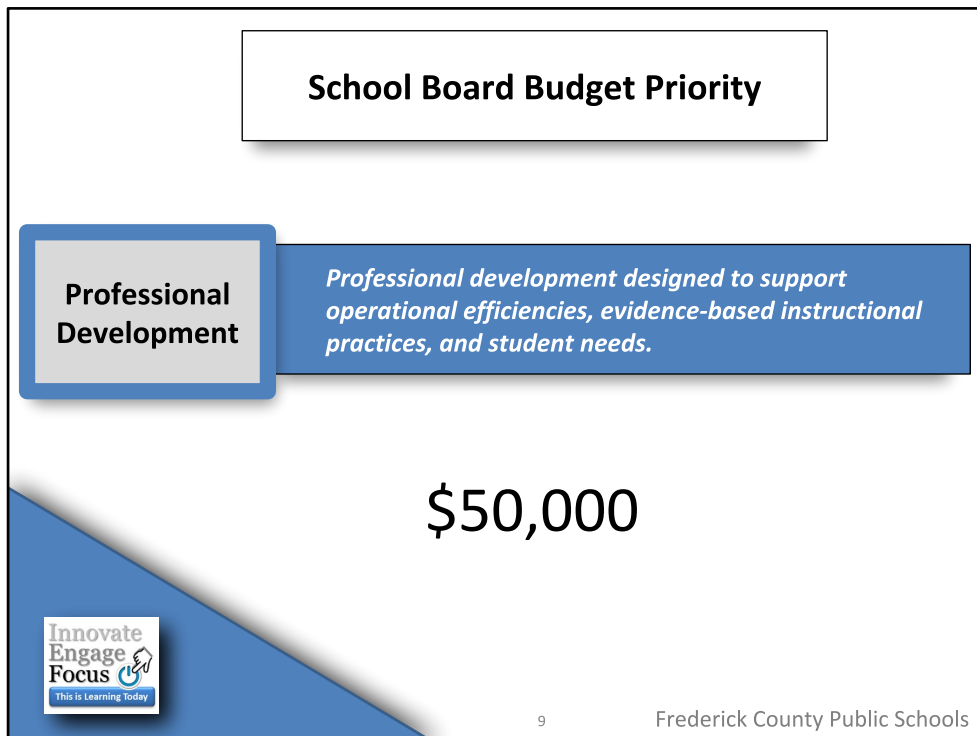 School Board Budget Priority
Professional
Development
Professional development designed to support
operational efficiencies, evidence-based instructional
practices, and student needs.
$50,000
Innovate
Engage
Focus
This is Learning Today
9
Frederick County Public Schools